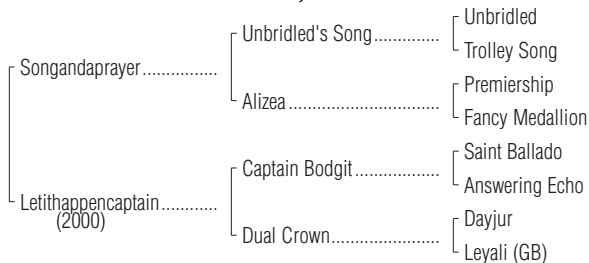 Unbridled
Unbridled's Song...............
Trolley Song
Songandaprayer................
Premiership
Alizea ...................................
Fancy Medallion
Saint Ballado
Captain Bodgit...................
Answering Echo
Letithappencaptain............
(2000)
Dayjur
Dual Crown.........................
Leyali (GB)